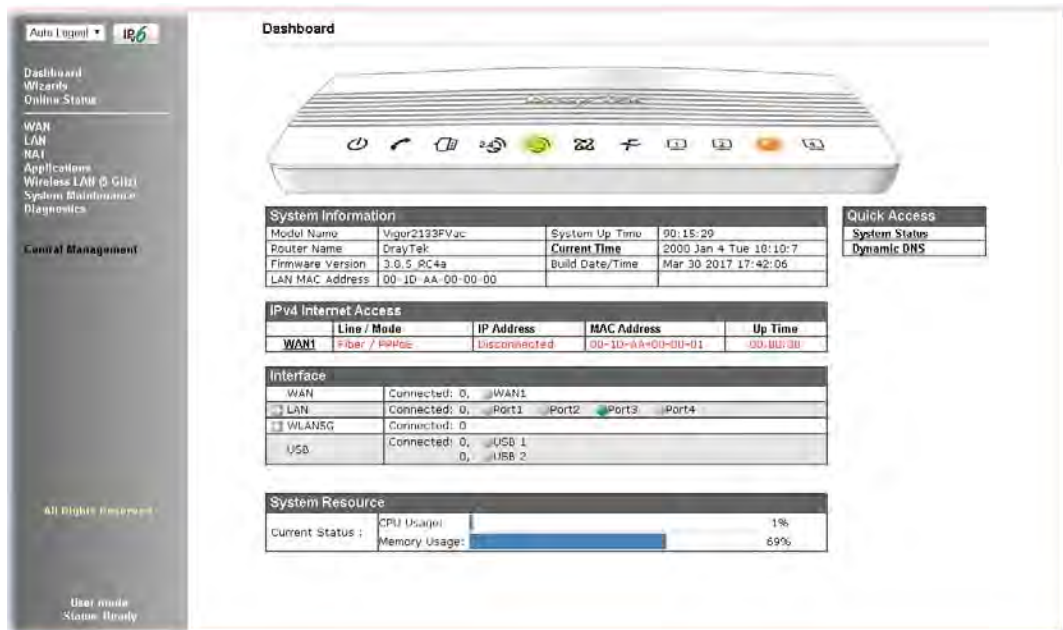 Auto Logout
IPv6
Dashboard
Wizards
Online Status
WAN
LAN
NAT
Applications
Wireless LAN (5 GHz)
System Maintenance
Diagnostics
Central Management
All Rights Reserved
User mode
Status: Ready
Dashboard
System Information
Model Name Vigor2133FVac System Up Time 00:15:29
Router Name DrayTek Current Time 2000 Jan 4 Tue 18:10:7
Firmware Version 3.8.5_RC4a Build Date/Time Mar 30 2017 17:42:06
LAN MAC Address 00-1D-AA-00-00-00
Quick Access
System Status
Dynamic DNS
IPv4 Internet Access
Line / Mode IP Address MAC Address Up Time
WAN1 Fiber / PPPoE Disconnected 00-1D-AA-00-00-01 00:00:00
Interface
WAN Connected: 0, WAN1
LAN Connected: 0, Port1 Port2 Port3 Port4
WLAN5G Connected: 0
USB Connected: 0, USB 1
0, USB 2
System Resource
Current Status :
CPU Usage: 1%
Memory Usage: 69%